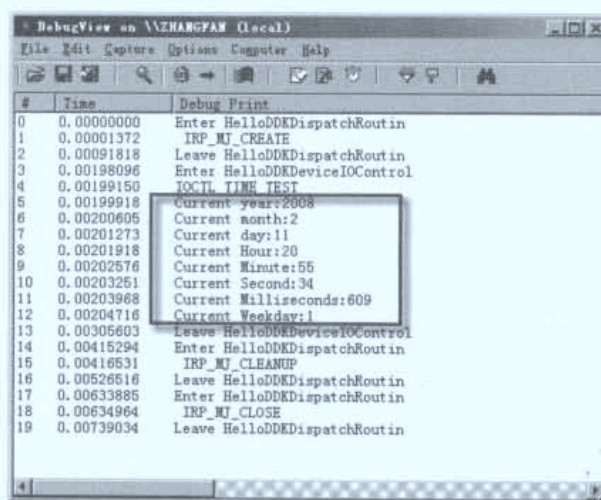 DebugView on \\ZHANGFAN (local)
File Edit Capture Options Computer Help
# Time Debug Print
0 0.00000000 Enter HelloDDKDispatchRoutin
1 0.00001372 IRP_MJ_CREATE
2 0.00091818 Leave HelloDDKDispatchRoutin
3 0.00198096 Enter HelloDDKDeviceIOControl
4 0.00199150 IOCTL_TIME_TEST
5 0.00199918 Current year:2008
6 0.00200605 Current month:2
7 0.00201273 Current day:11
8 0.00201918 Current Hour:20
9 0.00202576 Current Minute:55
10 0.00203251 Current Second:34
11 0.00203968 Current Milliseconds:609
12 0.00204716 Current Weekday:1
13 0.00305603 Leave HelloDDKDeviceIOControl
14 0.00415294 Enter HelloDDKDispatchRoutin
15 0.00416531 IRP_MJ_CLEANUP
16 0.00526516 Leave HelloDDKDispatchRoutin
17 0.00633885 Enter HelloDDKDispatchRoutin
18 0.00634964 IRP_MJ_CLOSE
19 0.00739034 Leave HelloDDKDispatchRoutin